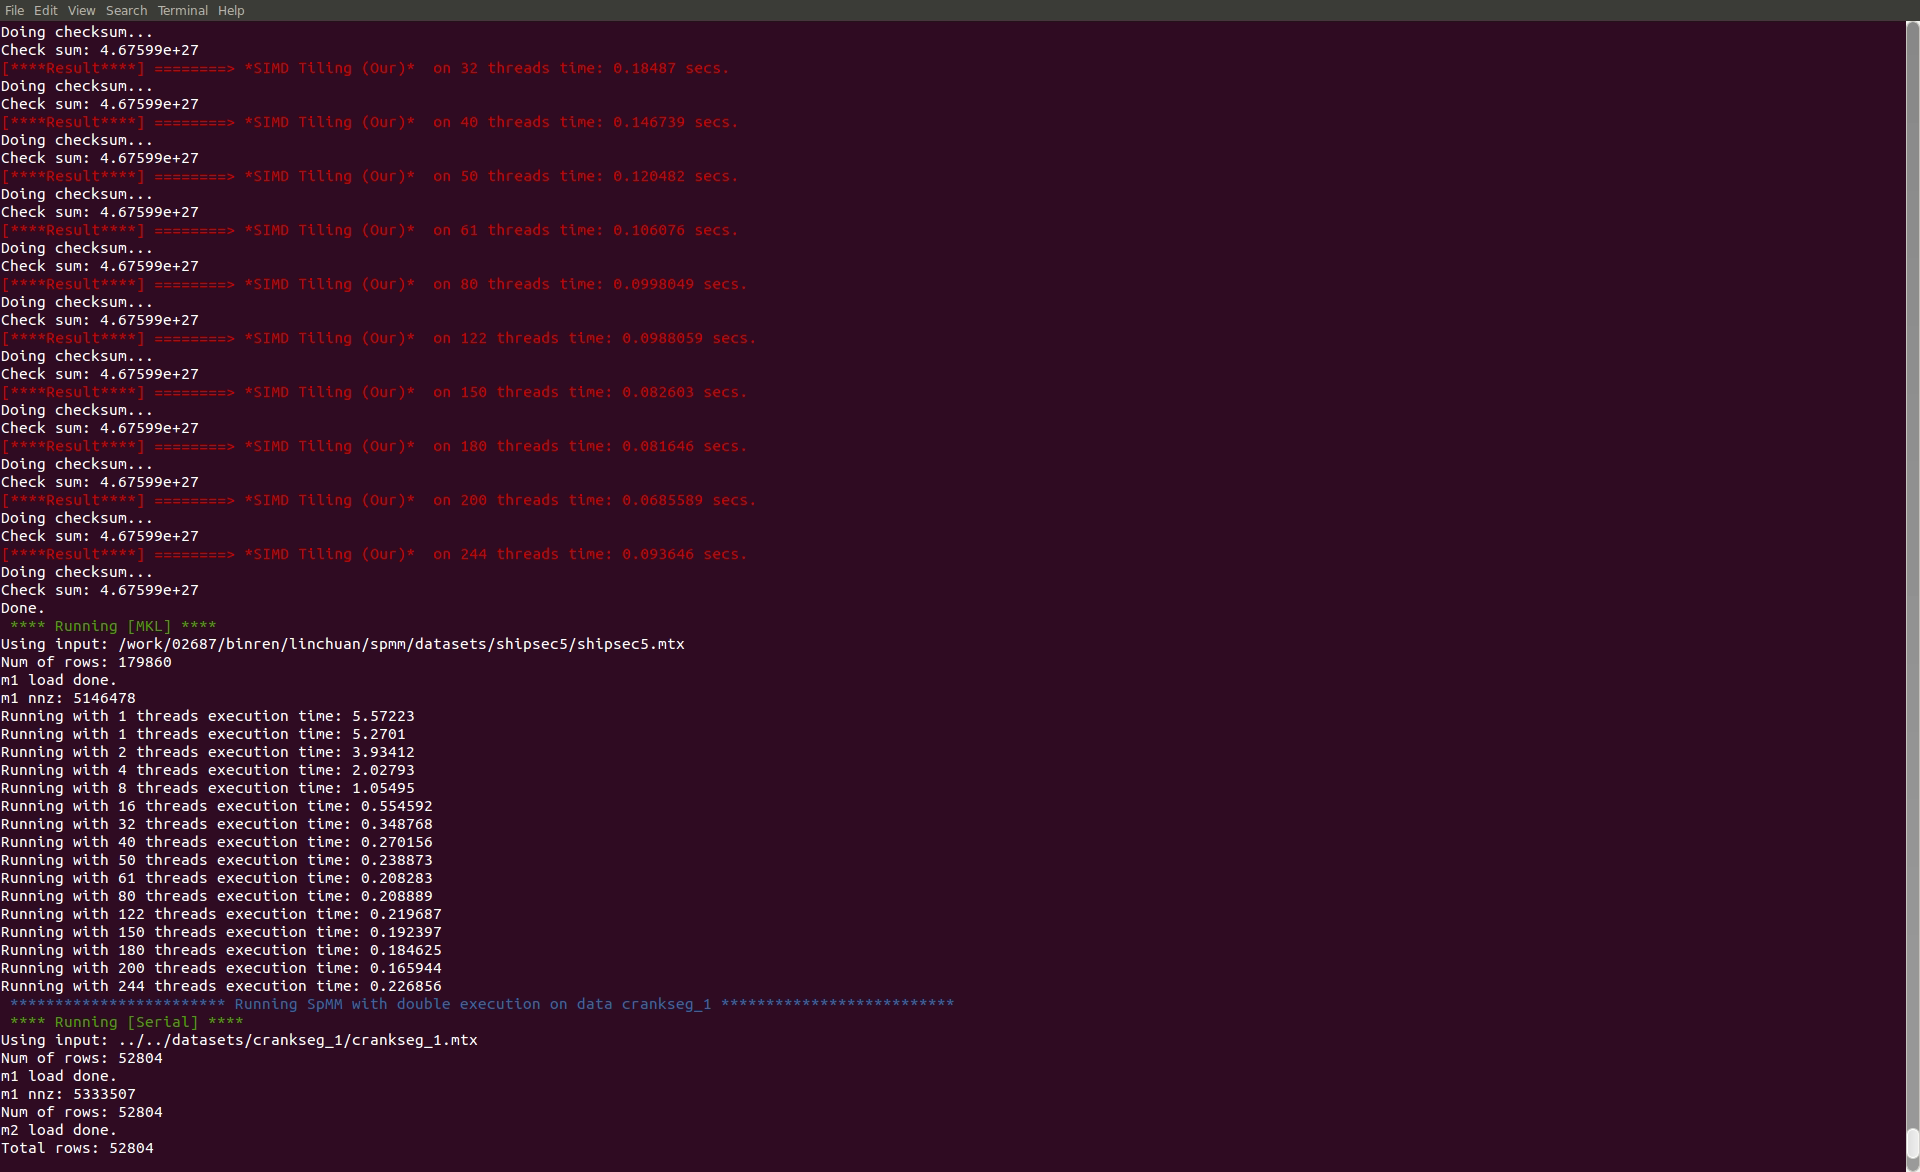 File Edit View Search Terminal Help
Doing checksum...
Check sum: 4.67599e+27
[****Result****] ========> *SIMD Tiling (Our)*  on 32 threads time: 0.18487 secs.
Doing checksum...
Check sum: 4.67599e+27
[****Result****] ========> *SIMD Tiling (Our)*  on 40 threads time: 0.146739 secs.
Doing checksum...
Check sum: 4.67599e+27
[****Result****] ========> *SIMD Tiling (Our)*  on 50 threads time: 0.120482 secs.
Doing checksum...
Check sum: 4.67599e+27
[****Result****] ========> *SIMD Tiling (Our)*  on 61 threads time: 0.106076 secs.
Doing checksum...
Check sum: 4.67599e+27
[****Result****] ========> *SIMD Tiling (Our)*  on 80 threads time: 0.0998049 secs.
Doing checksum...
Check sum: 4.67599e+27
[****Result****] ========> *SIMD Tiling (Our)*  on 122 threads time: 0.0988059 secs.
Doing checksum...
Check sum: 4.67599e+27
[****Result****] ========> *SIMD Tiling (Our)*  on 150 threads time: 0.082603 secs.
Doing checksum...
Check sum: 4.67599e+27
[****Result****] ========> *SIMD Tiling (Our)*  on 180 threads time: 0.081646 secs.
Doing checksum...
Check sum: 4.67599e+27
[****Result****] ========> *SIMD Tiling (Our)*  on 200 threads time: 0.0685589 secs.
Doing checksum...
Check sum: 4.67599e+27
[****Result****] ========> *SIMD Tiling (Our)*  on 244 threads time: 0.093646 secs.
Doing checksum...
Check sum: 4.67599e+27
Done.
 **** Running [MKL] ****
Using input: /work/02687/binren/linchuan/spmm/datasets/shipsec5/shipsec5.mtx
Num of rows: 179860
m1 load done.
m1 nnz: 5146478
Running with 1 threads execution time: 5.57223
Running with 1 threads execution time: 5.2701
Running with 2 threads execution time: 3.93412
Running with 4 threads execution time: 2.02793
Running with 8 threads execution time: 1.05495
Running with 16 threads execution time: 0.554592
Running with 32 threads execution time: 0.348768
Running with 40 threads execution time: 0.270156
Running with 50 threads execution time: 0.238873
Running with 61 threads execution time: 0.208283
Running with 80 threads execution time: 0.208889
Running with 122 threads execution time: 0.219687
Running with 150 threads execution time: 0.192397
Running with 180 threads execution time: 0.184625
Running with 200 threads execution time: 0.165944
Running with 244 threads execution time: 0.226856
 ************************ Running SpMM with double execution on data crankseg_1 **************************
 **** Running [Serial] ****
Using input: ../../datasets/crankseg_1/crankseg_1.mtx
Num of rows: 52804
m1 load done.
m1 nnz: 5333507
Num of rows: 52804
m2 load done.
Total rows: 52804